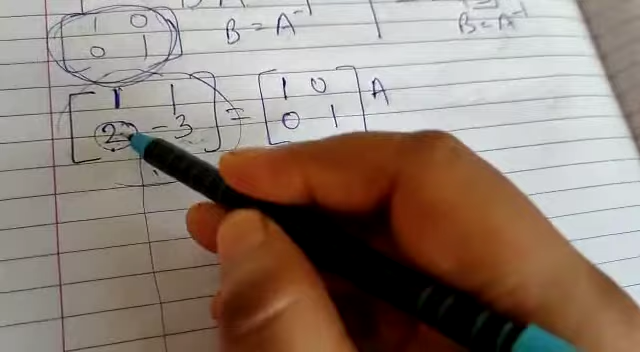 1 0
0 1
B = A⁻¹
B = A⁻¹
[1 1
2 -3] = [1 0
0 1] A